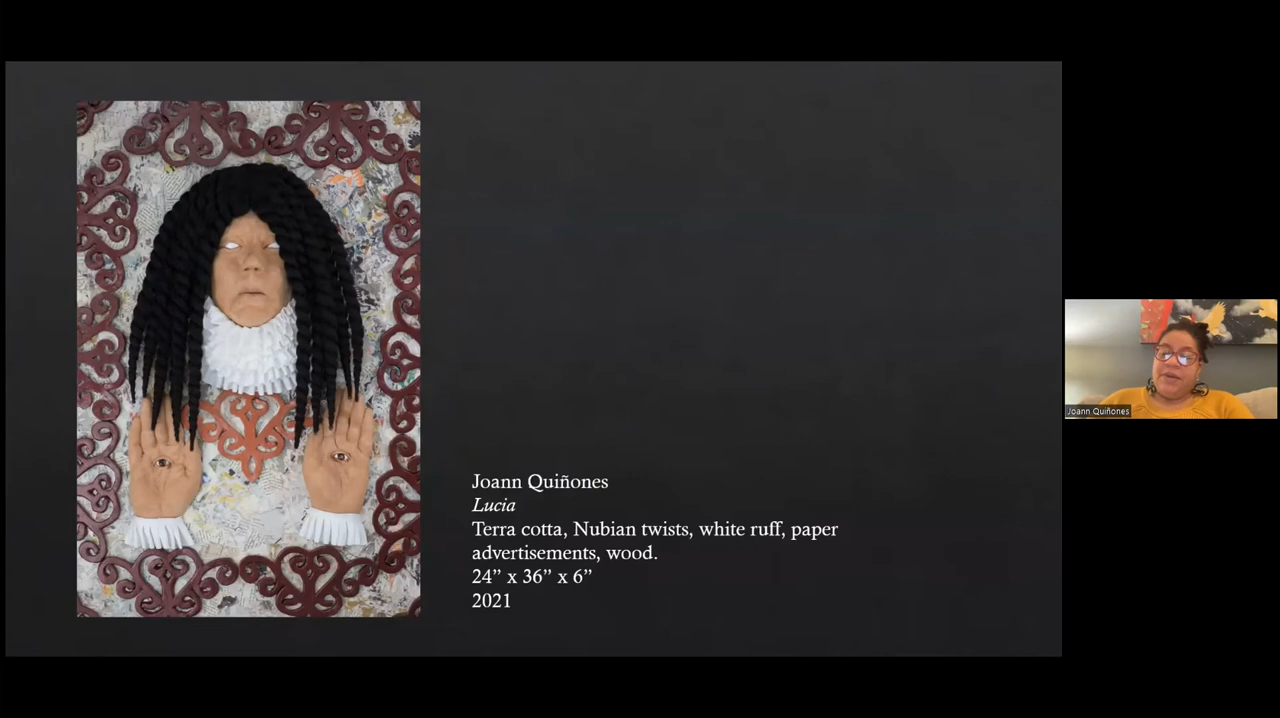 Joann Quiñones
Lucia
Terra cotta, Nubian twists, white ruff, paper
advertisements, wood.
24” x 36” x 6”
2021
Joann Quiñones